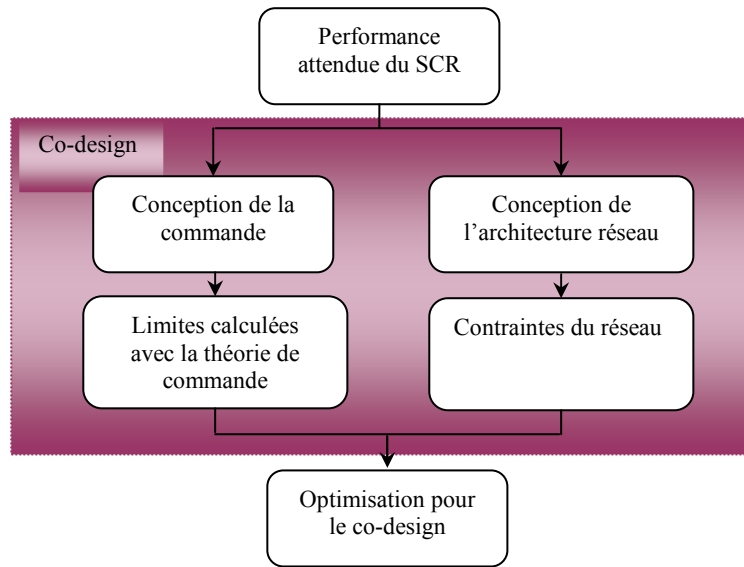 Performance
attendue du SCR
Co-design
Conception de la
commande
Conception de
l’architecture réseau
Limites calculées
avec la théorie de
commande
Contraintes du réseau
Optimisation pour
le co-design